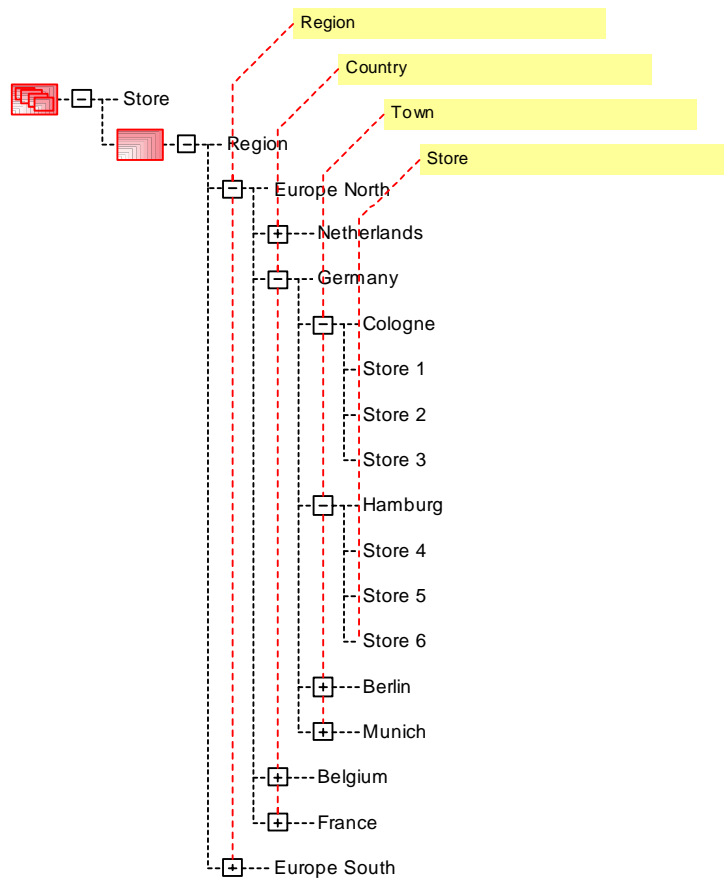 Region
Country
Store
Town
Region
Store
Europe North
Netherlands
Germany
Cologne
Store 1
Store 2
Store 3
Hamburg
Store 4
Store 5
Store 6
Berlin
Munich
Belgium
France
Europe South